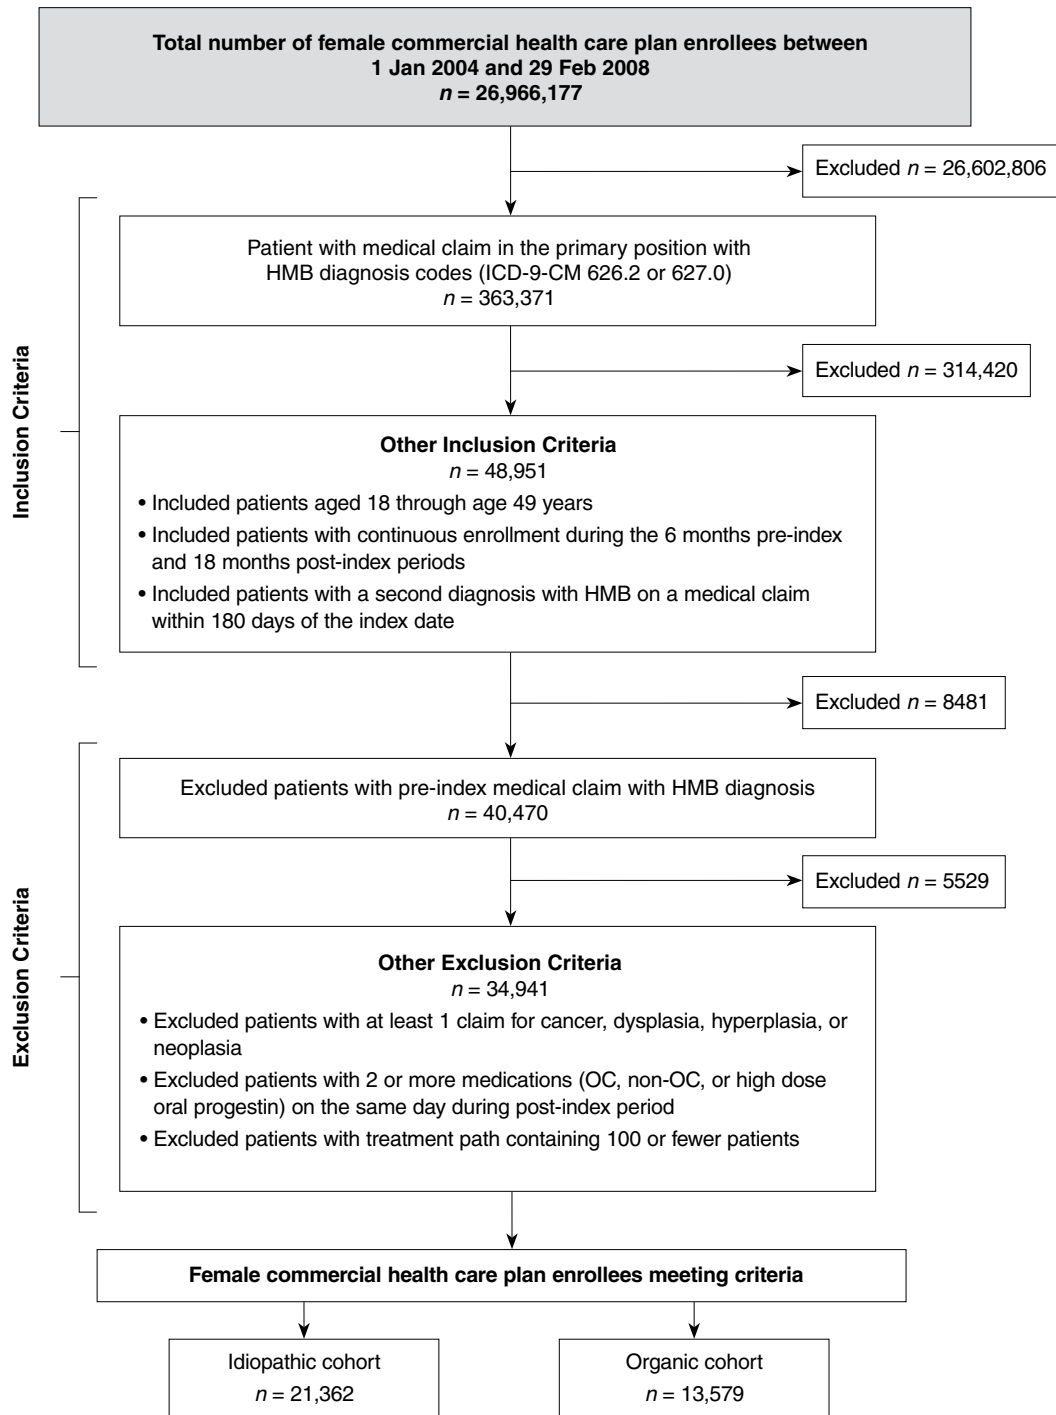 Total number of female commercial health care plan enrollees between
1 Jan 2004 and 29 Feb 2008
n = 26,966,177
Excluded n = 26,602,806
Inclusion Criteria
Patient with medical claim in the primary position with
HMB diagnosis codes (ICD-9-CM 626.2 or 627.0)
n = 363,371
Excluded n = 314,420
Other Inclusion Criteria
n = 48,951
• Included patients aged 18 through age 49 years
• Included patients with continuous enrollment during the 6 months pre-index
and 18 months post-index periods
• Included patients with a second diagnosis with HMB on a medical claim
within 180 days of the index date
Excluded n = 8481
Exclusion Criteria
Excluded patients with pre-index medical claim with HMB diagnosis
n = 40,470
Excluded n = 5529
Other Exclusion Criteria
n = 34,941
• Excluded patients with at least 1 claim for cancer, dysplasia, hyperplasia, or
neoplasia
• Excluded patients with 2 or more medications (OC, non-OC, or high dose
oral progestin) on the same day during post-index period
• Excluded patients with treatment path containing 100 or fewer patients
Female commercial health care plan enrollees meeting criteria
Idiopathic cohort
n = 21,362
Organic cohort
n = 13,579